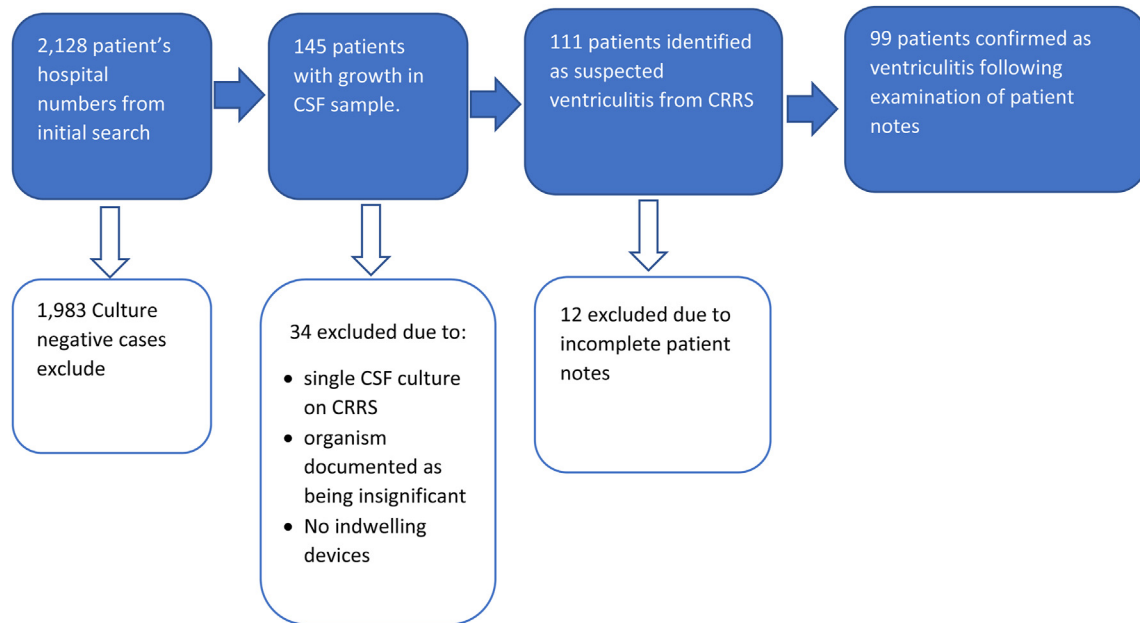 2,128 patient’s
hospital
numbers from
initial search
145 patients
with growth in
CSF sample.
111 patients identified
as suspected
ventriculitis from CRRS
99 patients confirmed as
ventriculitis following
examination of patient
notes
1,983 Culture
negative cases
exclude
34 excluded due to:
• single CSF culture
on CRRS
• organism
documented as
being insignificant
• No indwelling
devices
12 excluded due to
incomplete patient
notes